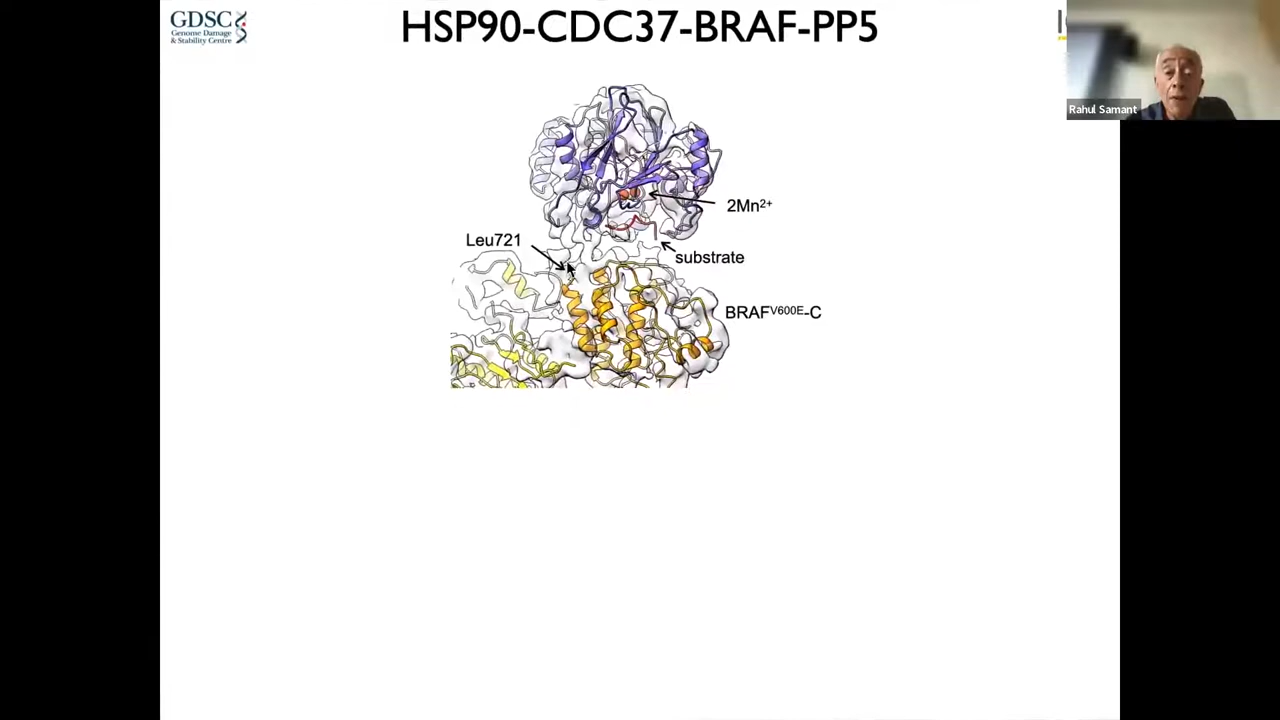 GDSC
Genome Damage
& Stability Centre
HSP90-CDC37-BRAF-PP5
Rahul Samant
2Mn²⁺
Leu721
substrate
BRAFⱽ⁶⁰⁰ᴱ-C